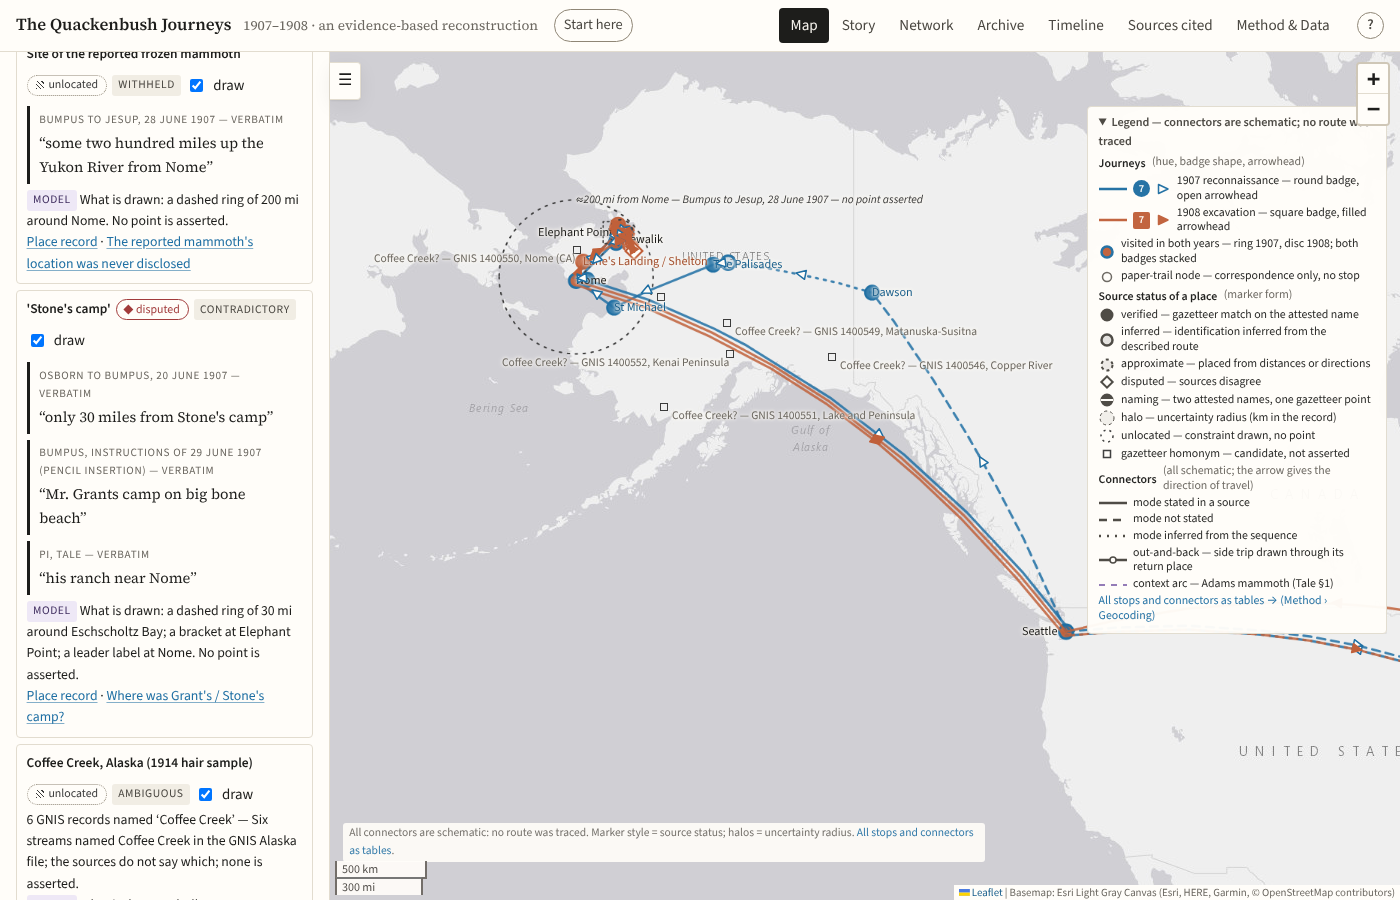 The Quackenbush Journeys 1907–1908 · an evidence-based reconstruction Start here Map Story Network Archive Timeline Sources cited Method & Data ?
Site of the reported frozen mammoth
unlocated WITHHELD draw
BUMPUS TO JESUP, 28 JUNE 1907 — VERBATIM
“some two hundred miles up the
Yukon River from Nome”
MODEL What is drawn: a dashed ring of 200 mi
around Nome. No point is asserted.
Place record · The reported mammoth's
location was never disclosed
'Stone's camp' disputed CONTRADICTORY
draw
OSBORN TO BUMPUS, 20 JUNE 1907 —
VERBATIM
“only 30 miles from Stone's camp”
BUMPUS, INSTRUCTIONS OF 29 JUNE 1907
(PENCIL INSERTION) — VERBATIM
“Mr. Grants camp on big bone
beach”
PI, TALE — VERBATIM
“his ranch near Nome”
MODEL What is drawn: a dashed ring of 30 mi
around Eschscholtz Bay; a bracket at Elephant
Point; a leader label at Nome. No point is
asserted.
Place record · Where was Grant's / Stone's
camp?
Coffee Creek, Alaska (1914 hair sample)
unlocated AMBIGUOUS draw
6 GNIS records named ‘Coffee Creek’ — Six
streams named Coffee Creek in the GNIS Alaska
file; the sources do not say which; none is
asserted.
☰
≈200 mi from Nome — Bumpus to Jesup, 28 June 1907 — no point asserted
Elephant Poin
ewalik
Coffee Creek? — GNIS 1400550, Nome (CA)
's Landing / Shelton
UNITED STATES
Palisades
Nome
St Michael
Dawson
Coffee Creek? — GNIS 1400549, Matanuska-Susitna
Coffee Creek? — GNIS 1400552, Kenai Peninsula
Coffee Creek? — GNIS 1400546, Copper River
Bering Sea
Coffee Creek? — GNIS 1400551, Lake and Peninsula
Gulf of
Alaska
Seattle
UNITED STATE
+
−
▼ Legend — connectors are schematic; no route w
traced
Journeys (hue, badge shape, arrowhead)
7 1907 reconnaissance — round badge,
open arrowhead
7 1908 excavation — square badge, filled
arrowhead
visited in both years — ring 1907, disc 1908; both
badges stacked
paper-trail node — correspondence only, no stop
Source status of a place (marker form)
verified — gazetteer match on the attested name
inferred — identification inferred from the
described route
approximate — placed from distances or directions
disputed — sources disagree
naming — two attested names, one gazetteer point
halo — uncertainty radius (km in the record)
unlocated — constraint drawn, no point
gazetteer homonym — candidate, not asserted
Connectors (all schematic; the arrow gives the
direction of travel)
mode stated in a source
mode not stated
mode inferred from the sequence
out-and-back — side trip drawn through its
return place
context arc — Adams mammoth (Tale §1)
All stops and connectors as tables → (Method ›
Geocoding)
All connectors are schematic: no route was traced. Marker style = source status; halos = uncertainty radius. All stops and connectors
as tables.
500 km
300 mi
Leaflet | Basemap: Esri Light Gray Canvas (Esri, HERE, Garmin, © OpenStreetMap contributors)